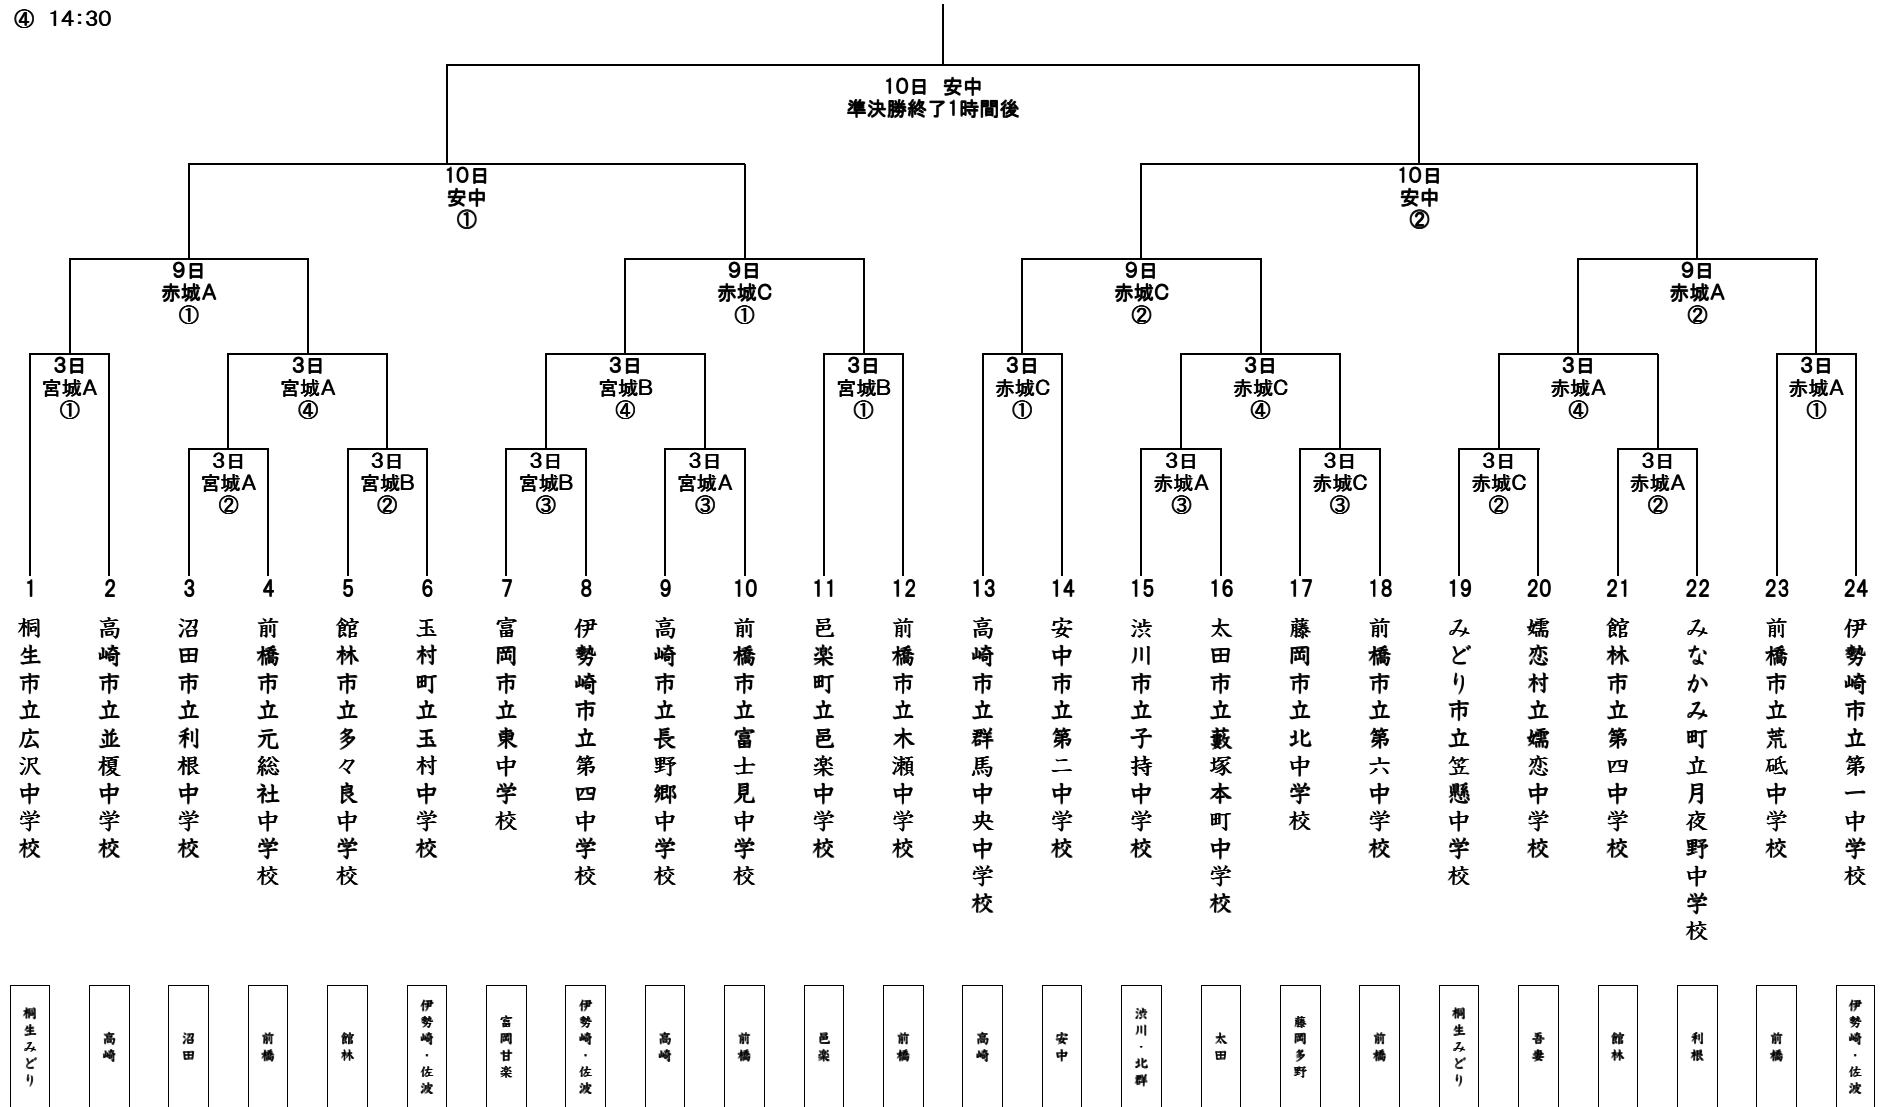 ④ 14:30
10日 安中
準決勝終了1時間後
10日
安中
①
10日
安中
②
9日
赤城A
①
9日
赤城C
①
9日
赤城C
②
9日
赤城A
②
3日
宮城A
①
3日
宮城A
④
3日
宮城B
④
3日
宮城B
①
3日
赤城C
①
3日
赤城C
④
3日
赤城A
④
3日
赤城A
①
3日
宮城A
②
3日
宮城B
②
3日
宮城B
③
3日
宮城A
③
3日
赤城A
③
3日
赤城C
③
3日
赤城C
②
3日
赤城A
②
1
桐生市立広沢中学校
2
高崎市立並榎中学校
3
沼田市立利根中学校
4
前橋市立元総社中学校
5
館林市立多々良中学校
6
玉村町立玉村中学校
7
富岡市立東中学校
8
伊勢崎市立第四中学校
9
高崎市立長野郷中学校
10
前橋市立富士見中学校
11
邑楽町立邑楽中学校
12
前橋市立木瀬中学校
13
高崎市立群馬中央中学校
14
安中市立第二中学校
15
渋川市立子持中学校
16
太田市立藪塚本町中学校
17
藤岡市立北中学校
18
前橋市立第六中学校
19
みどり市立笠懸中学校
20
嬬恋村立嬬恋中学校
21
館林市立第四中学校
22
みなかみ町立月夜野中学校
23
前橋市立荒砥中学校
24
伊勢崎市立第一中学校
桐生みどり
高崎
沼田
前橋
館林
伊勢崎・佐波
富岡甘楽
伊勢崎・佐波
高崎
前橋
邑楽
前橋
高崎
安中
渋川・北群
太田
藤岡多野
前橋
桐生みどり
吾妻
館林
利根
前橋
伊勢崎・佐波